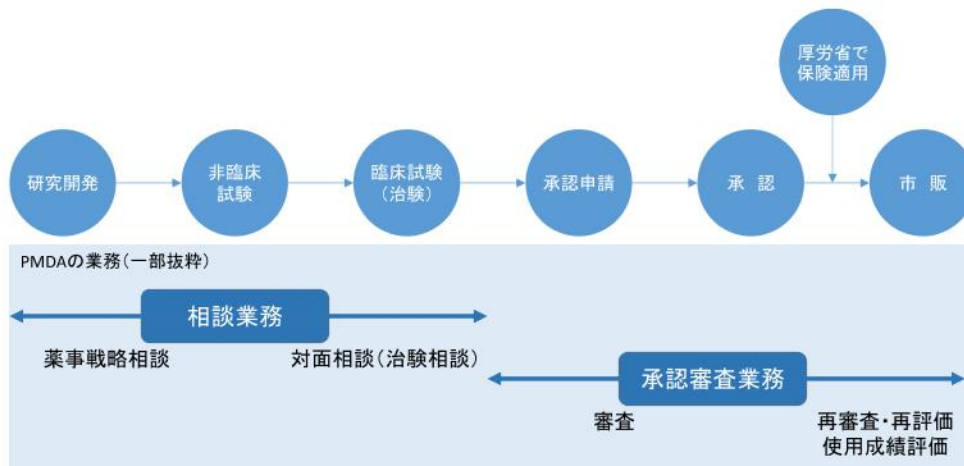 厚労省で
保険適用
研究開発
非臨床
試験
臨床試験
(治験)
承認申請
承　認
市　販
PMDAの業務(一部抜粋)
相談業務
薬事戦略相談
対面相談(治験相談)
承認審査業務
審査
再審査・再評価
使用成績評価